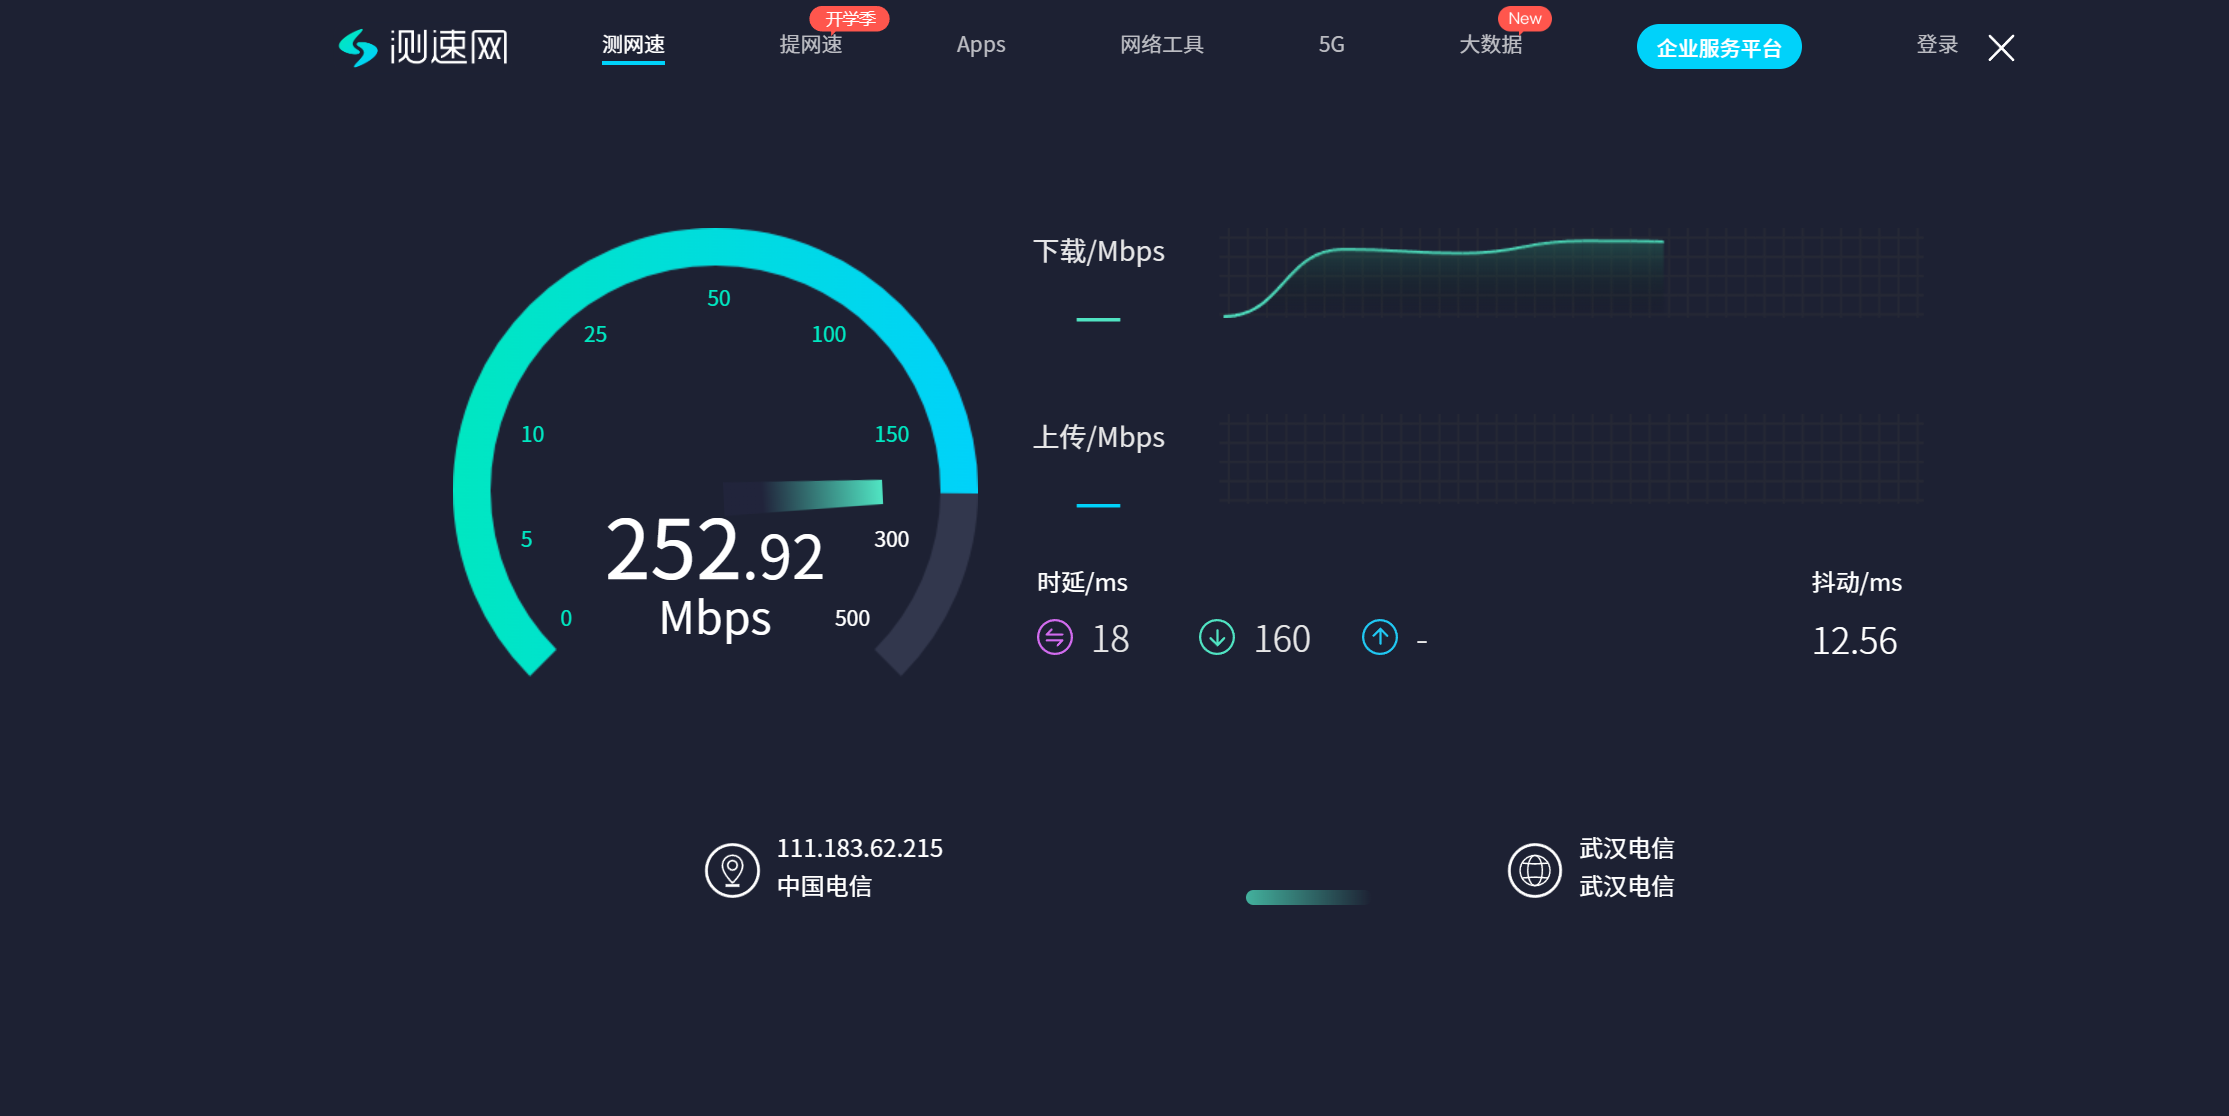 测速网
测网速
提网速
开学季
Apps
网络工具
5G
大数据
New
企业服务平台
登录
50
25
100
10
150
5
300
0
500
252.92
Mbps
下载/Mbps
上传/Mbps
时延/ms
18
160
-
抖动/ms
12.56
111.183.62.215
中国电信
武汉电信
武汉电信